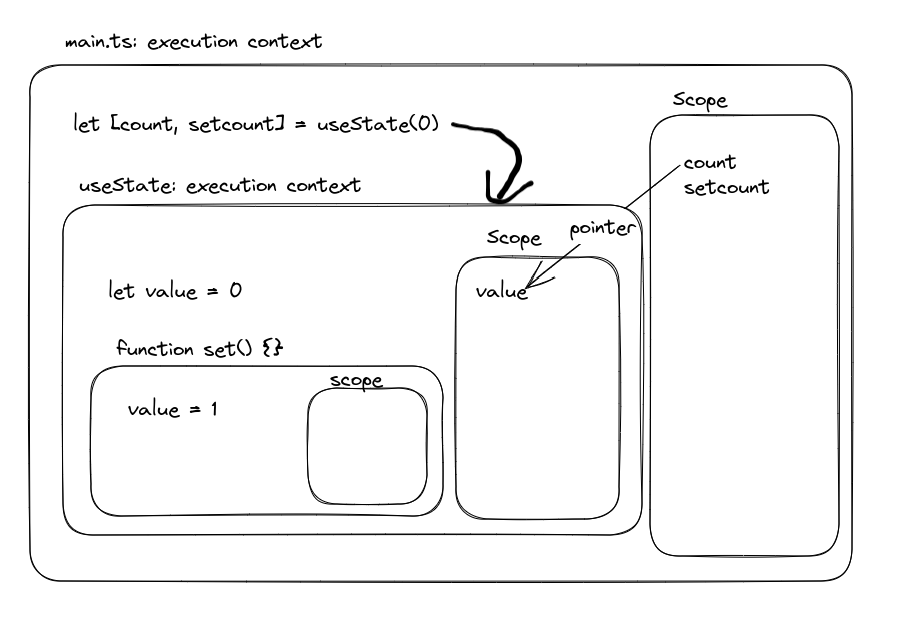 main.ts: execution context
Scope
let [count, setcount] = useState(0)
count
setcount
useState: execution context
Scope
pointer
let value = 0
value
function set() {}
scope
value = 1